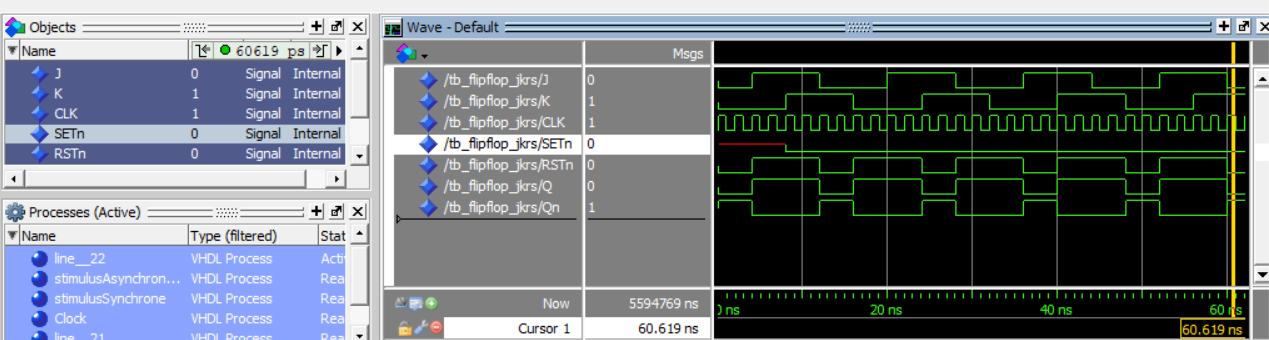 Objects
Name 60619 ps
J 0 Signal Internal
K 1 Signal Internal
CLK 1 Signal Internal
SETn 0 Signal Internal
RSTn 0 Signal Internal
Processes (Active)
Name Type (filtered) Stat
line__22 VHDL Process Acti
stimulusAsynchron... VHDL Process Rea
stimulusSynchrone VHDL Process Rea
Clock VHDL Process Rea
line__21 VHDL Process Rea
Wave - Default
Msgs
/tb_flipflop_jkrs/J 0
/tb_flipflop_jkrs/K 1
/tb_flipflop_jkrs/CLK 1
/tb_flipflop_jkrs/SETn 0
/tb_flipflop_jkrs/RSTn 0
/tb_flipflop_jkrs/Q 0
/tb_flipflop_jkrs/Qn 1
Now 5594769 ns
ns 20 ns 40 ns 60
Cursor 1 60.619 ns
60.619 ns